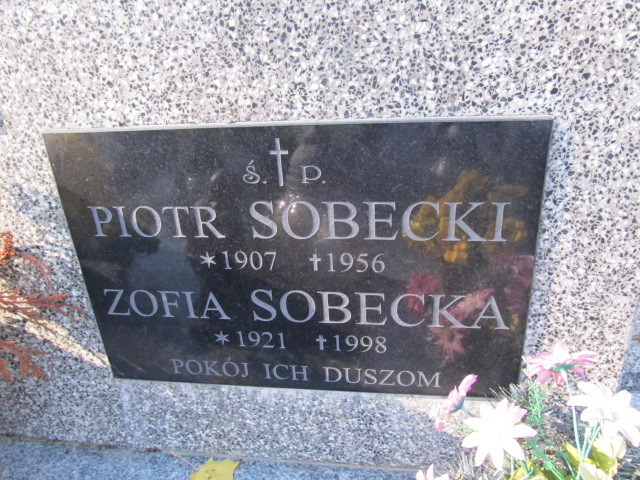 Ś. P.
PIOTR SOBECKI
*1907 †1956
ZOFIA SOBECKA
*1921 †1998
POKÓJ ICH DUSZOM